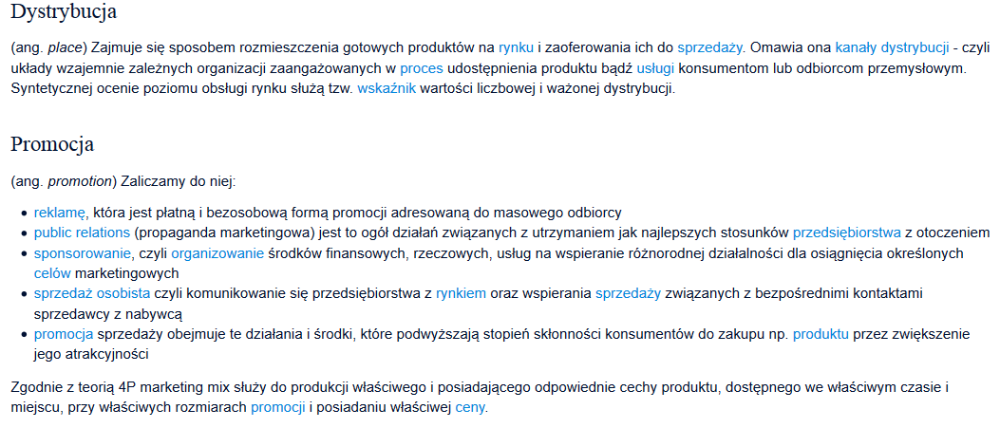 Dystrybucja
(ang. place) Zajmuje się sposobem rozmieszczenia gotowych produktów na rynku i zaoferowania ich do sprzedaży. Omawia ona kanały dystrybucji - czyli
układy wzajemnie zależnych organizacji zaangażowanych w proces udostępnienia produktu bądź usługi konsumentom lub odbiorcom przemysłowym.
Syntetycznej ocenie poziomu obsługi rynku służą tzw. wskaźnik wartości liczbowej i ważonej dystrybucji.
Promocja
(ang. promotion) Zaliczamy do niej:
• reklamę, która jest płatną i bezosobową formą promocji adresowaną do masowego odbiorcy
• public relations (propaganda marketingowa) jest to ogół działań związanych z utrzymaniem jak najlepszych stosunków przedsiębiorstwa z otoczeniem
• sponsorowanie, czyli organizowanie środków finansowych, rzeczowych, usług na wspieranie różnorodnej działalności dla osiągnięcia określonych
celów marketingowych
• sprzedaż osobista czyli komunikowanie się przedsiębiorstwa z rynkiem oraz wspierania sprzedaży związanych z bezpośrednimi kontaktami
sprzedawcy z nabywcą
• promocja sprzedaży obejmuje te działania i środki, które podwyższają stopień skłonności konsumentów do zakupu np. produktu przez zwiększenie
jego atrakcyjności
Zgodnie z teorią 4P marketing mix służy do produkcji właściwego i posiadającego odpowiednie cechy produktu, dostępnego we właściwym czasie i
miejscu, przy właściwych rozmiarach promocji i posiadaniu właściwej ceny.